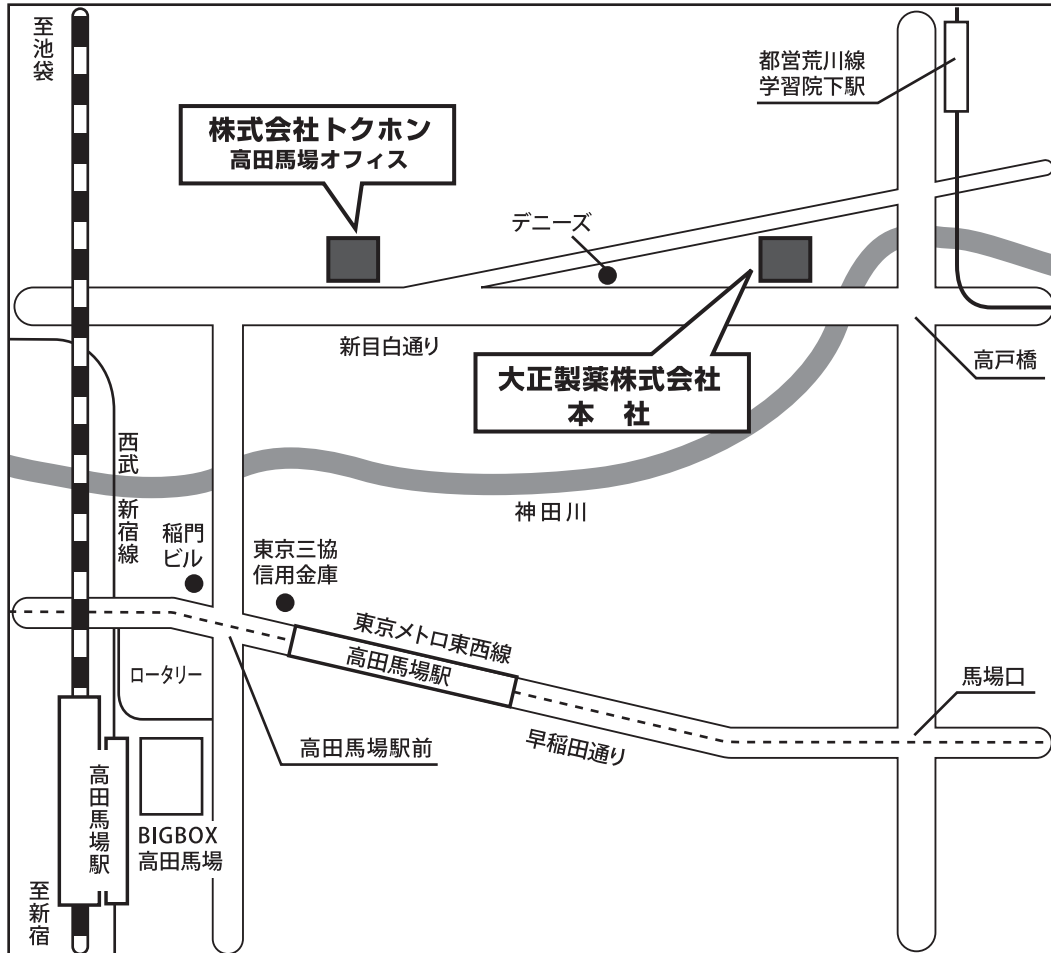 至池袋
都営荒川線
学習院下駅
株式会社トクホン
高田馬場オフィス
デニーズ
新目白通り
高戸橋
大正製薬株式会社
本 社
西武 新宿線
神田川
稲門
ビル
東京三協
信用金庫
東京メトロ東西線
高田馬場駅
ロータリー
馬場口
高田馬場駅前
早稲田通り
高田馬場駅
BIGBOX
高田馬場
至新宿